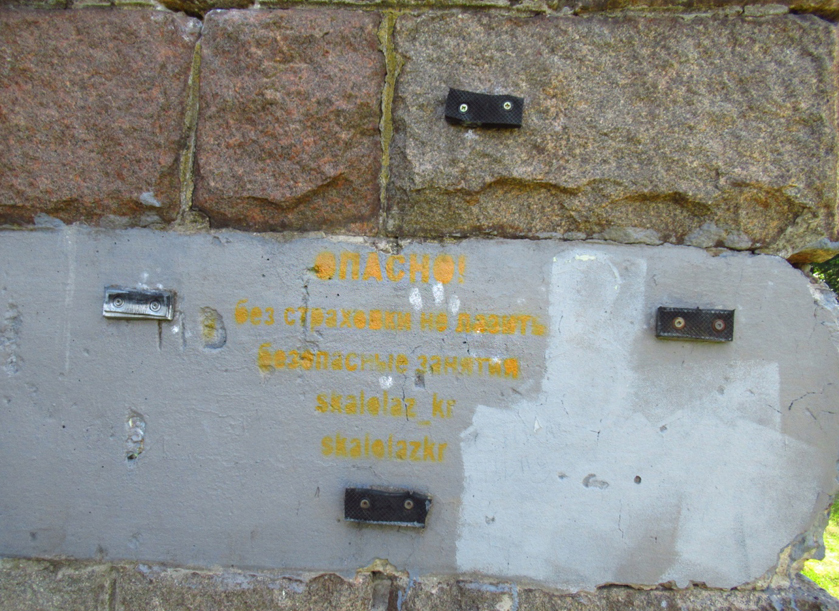 ОПАСНО!
без страховки не лазить
безопасные занятия
skalolaz_kr
skalolazkr